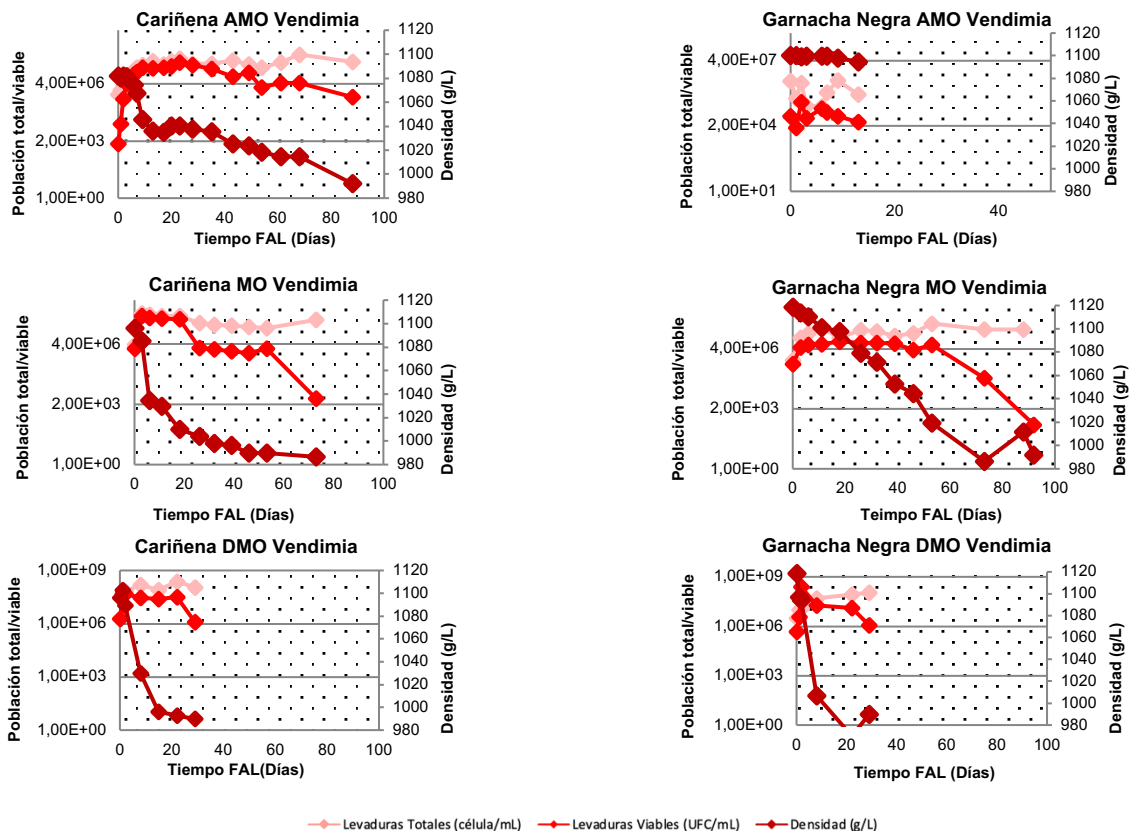 Cariñena AMO Vendimia
Población total/viable
4,00E+06
2,00E+03
1,00E+00
1120
1100
1080
1060
1040
1020
1000
980
Densidad (g/L)
0
20
40
60
80
100
Tiempo FAL (Días)
Garnacha Negra AMO Vendimia
Población total/viable
4,00E+07
2,00E+04
1,00E+01
1120
1100
1080
1060
1040
1020
1000
980
Densidad (g/L)
0
20
40
Tiempo FAL (Días)
Cariñena MO Vendimia
Población total/viable
4,00E+06
2,00E+03
1,00E+00
1120
1100
1080
1060
1040
1020
1000
980
Densidad (g/L)
0
20
40
60
80
100
Tiempo FAL (Días)
Garnacha Negra MO Vendimia
Población total/viable
4,00E+06
2,00E+03
1,00E+00
1120
1100
1080
1060
1040
1020
1000
980
Densidad (g/L)
0
20
40
60
80
100
Teimpo FAL (Días)
Cariñena DMO Vendimia
Población total/viable
1,00E+09
1,00E+06
1,00E+03
1,00E+00
1120
1100
1080
1060
1040
1020
1000
980
Densidad (g/L)
0
20
40
60
80
100
Tiempo FAL(Días)
Garnacha Negra DMO Vendimia
Población total/viable
1,00E+09
1,00E+06
1,00E+03
1,00E+00
1120
1100
1080
1060
1040
1020
1000
980
Densidad (g/L)
0
20
40
60
80
100
Tiempo FAL (Días)
Levaduras Totales (célula/mL)
Levaduras Viables (UFC/mL)
Densidad (g/L)